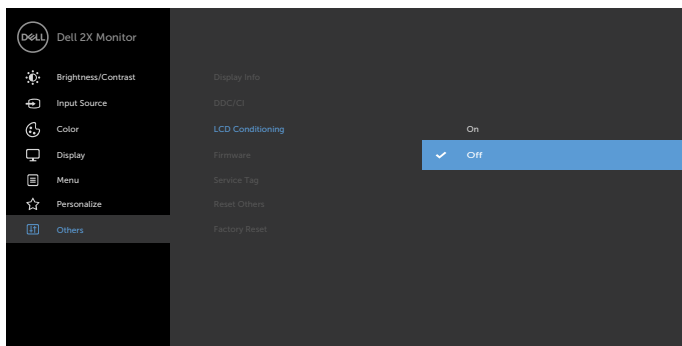 DELL Dell 2X Monitor
Brightness/Contrast Display Info
Input Source DDC/CI
Color LCD Conditioning On
Display Firmware Off
Menu Service Tag
Personalize Reset Others
Others Factory Reset